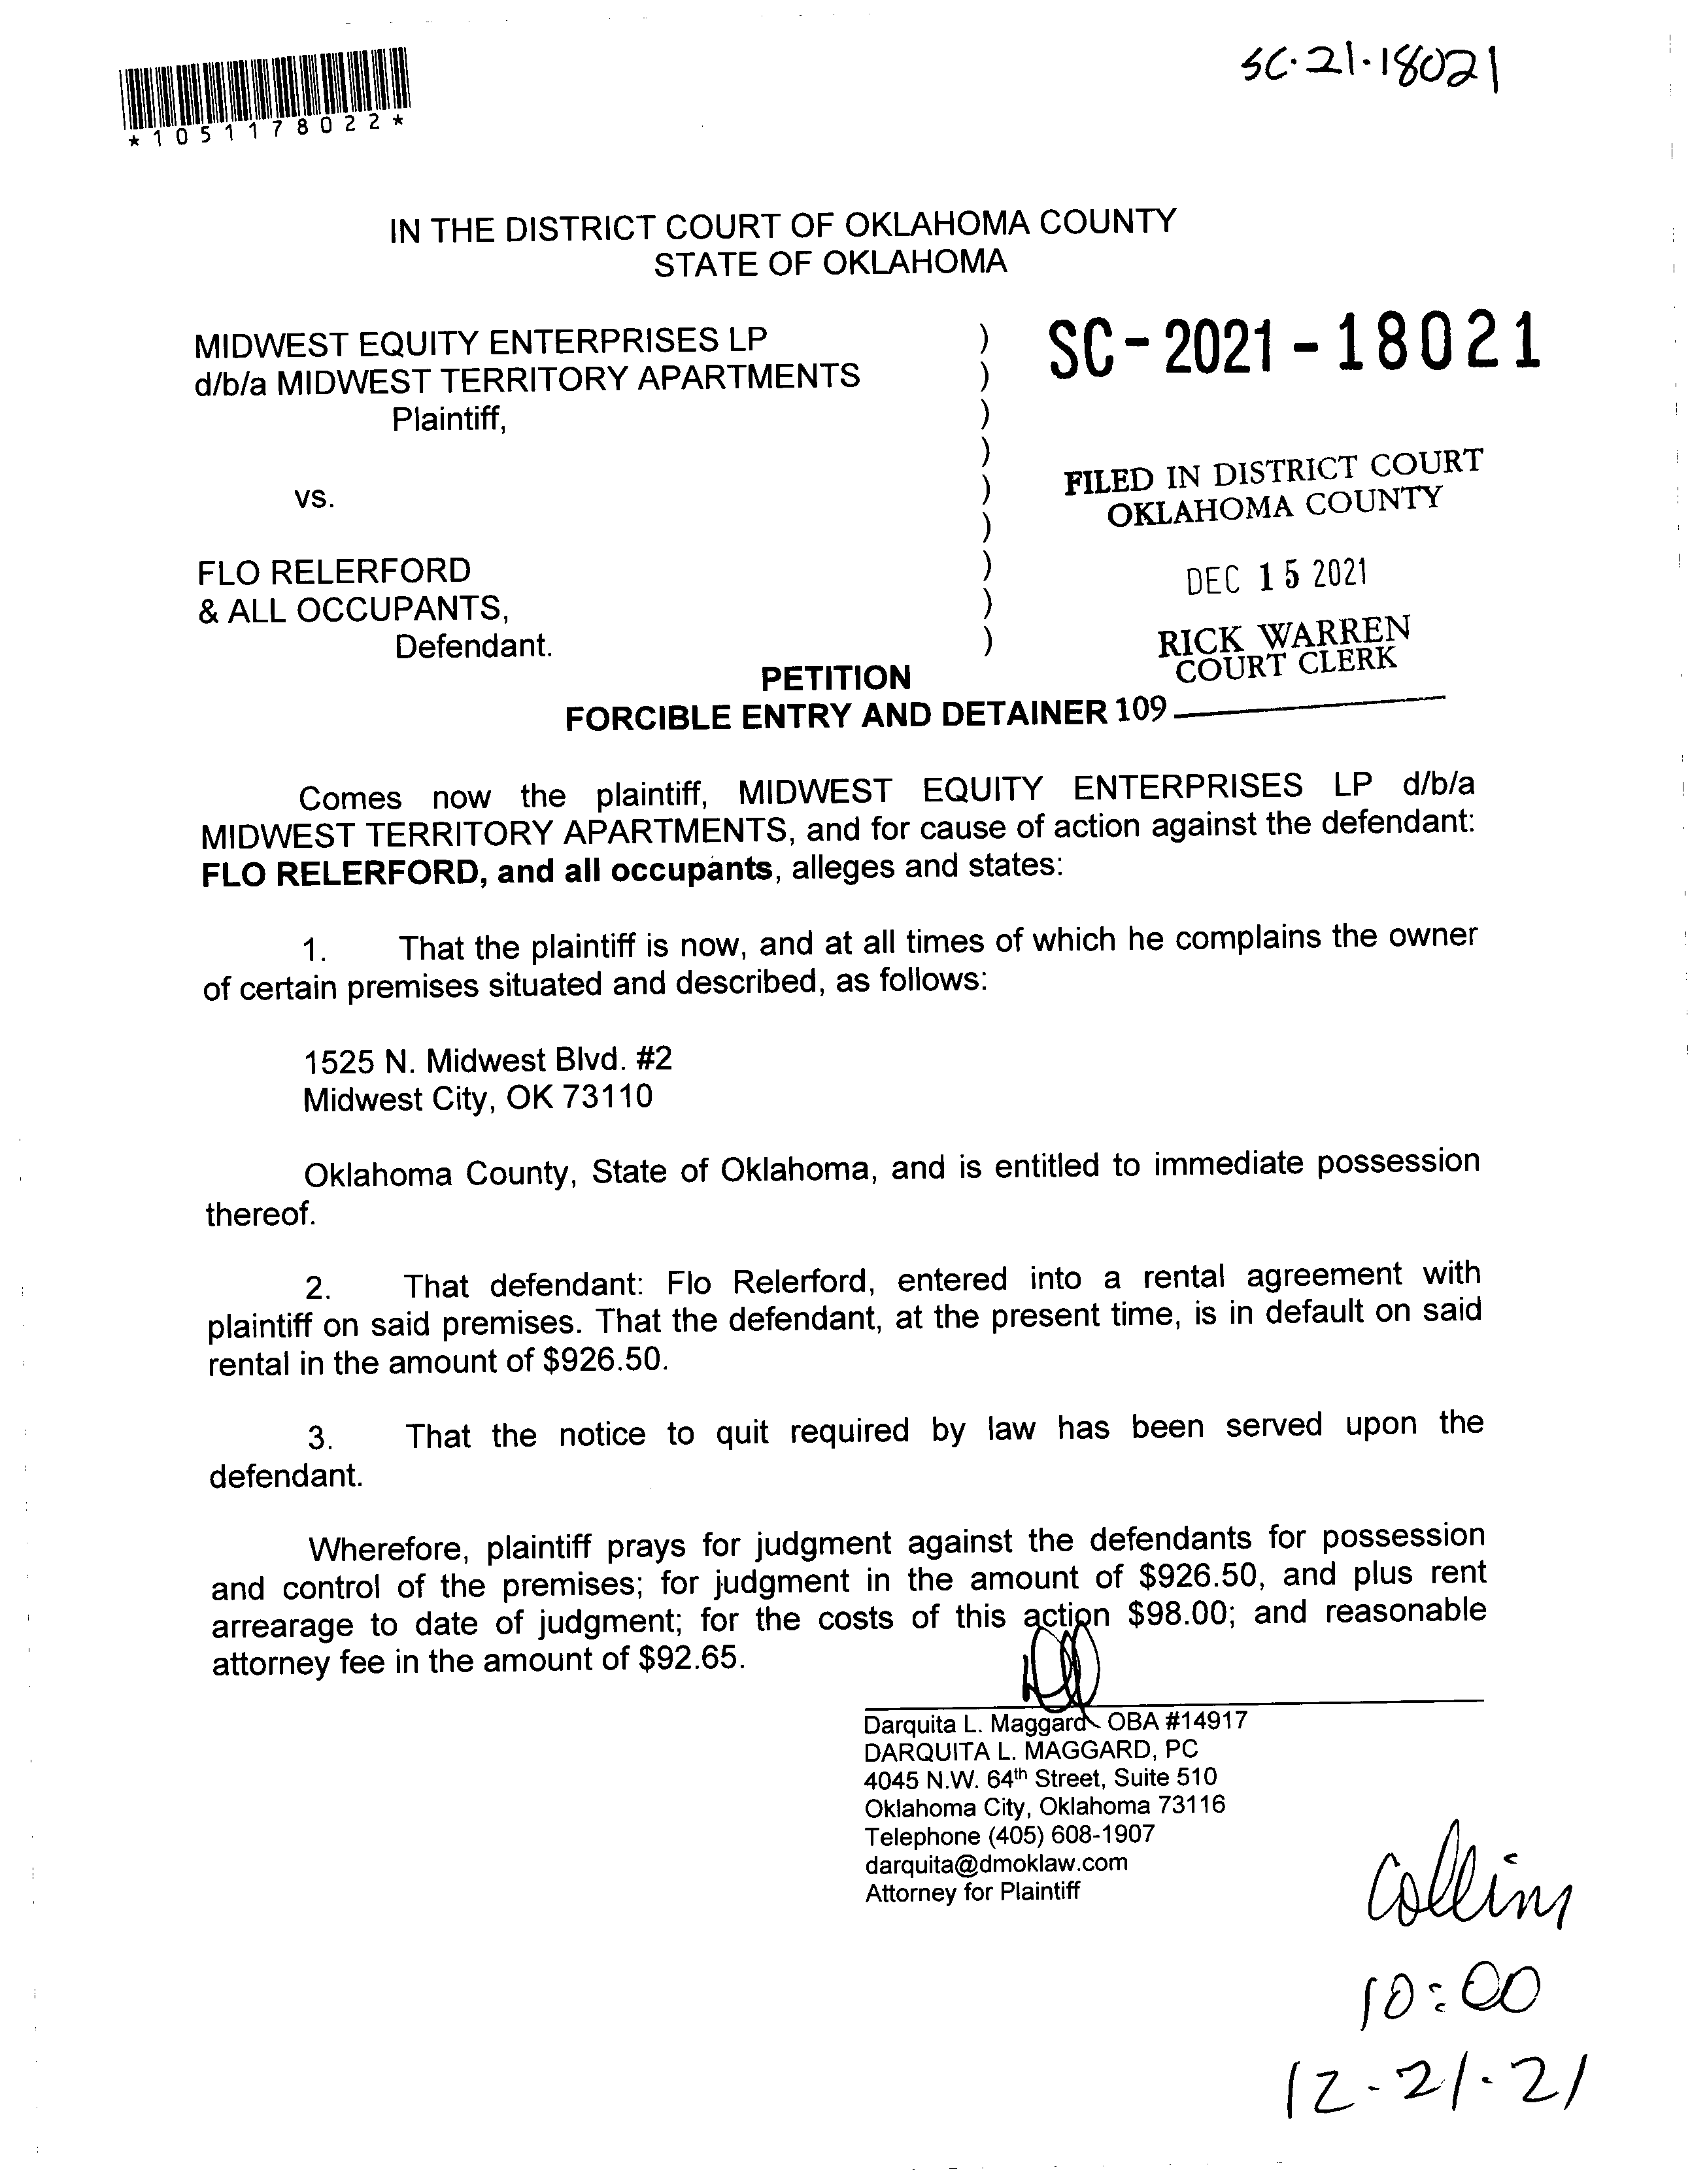 SC-21-18021
*1051178022*
IN THE DISTRICT COURT OF OKLAHOMA COUNTY
STATE OF OKLAHOMA
MIDWEST EQUITY ENTERPRISES LP )
d/b/a MIDWEST TERRITORY APARTMENTS )
Plaintiff, )
)
vs. )
)
FLO RELERFORD )
& ALL OCCUPANTS, )
Defendant. )
SC-2021-18021
FILED IN DISTRICT COURT
OKLAHOMA COUNTY
DEC 15 2021
RICK WARREN
COURT CLERK
109
PETITION
FORCIBLE ENTRY AND DETAINER
Comes now the plaintiff, MIDWEST EQUITY ENTERPRISES LP d/b/a
MIDWEST TERRITORY APARTMENTS, and for cause of action against the defendant:
FLO RELERFORD, and all occupants, alleges and states:
1. That the plaintiff is now, and at all times of which he complains the owner
of certain premises situated and described, as follows:
1525 N. Midwest Blvd. #2
Midwest City, OK 73110
Oklahoma County, State of Oklahoma, and is entitled to immediate possession
thereof.
2. That defendant: Flo Relerford, entered into a rental agreement with
plaintiff on said premises. That the defendant, at the present time, is in default on said
rental in the amount of $926.50.
3. That the notice to quit required by law has been served upon the
defendant.
Wherefore, plaintiff prays for judgment against the defendants for possession
and control of the premises; for judgment in the amount of $926.50, and plus rent
arrearage to date of judgment; for the costs of this action $98.00; and reasonable
attorney fee in the amount of $92.65.
Darquita L. Maggard OBA #14917
DARQUITA L. MAGGARD, PC
4045 N.W. 64th Street, Suite 510
Oklahoma City, Oklahoma 73116
Telephone (405) 608-1907
darquita@dmoklaw.com
Attorney for Plaintiff
Collins
10:00
12-21-21